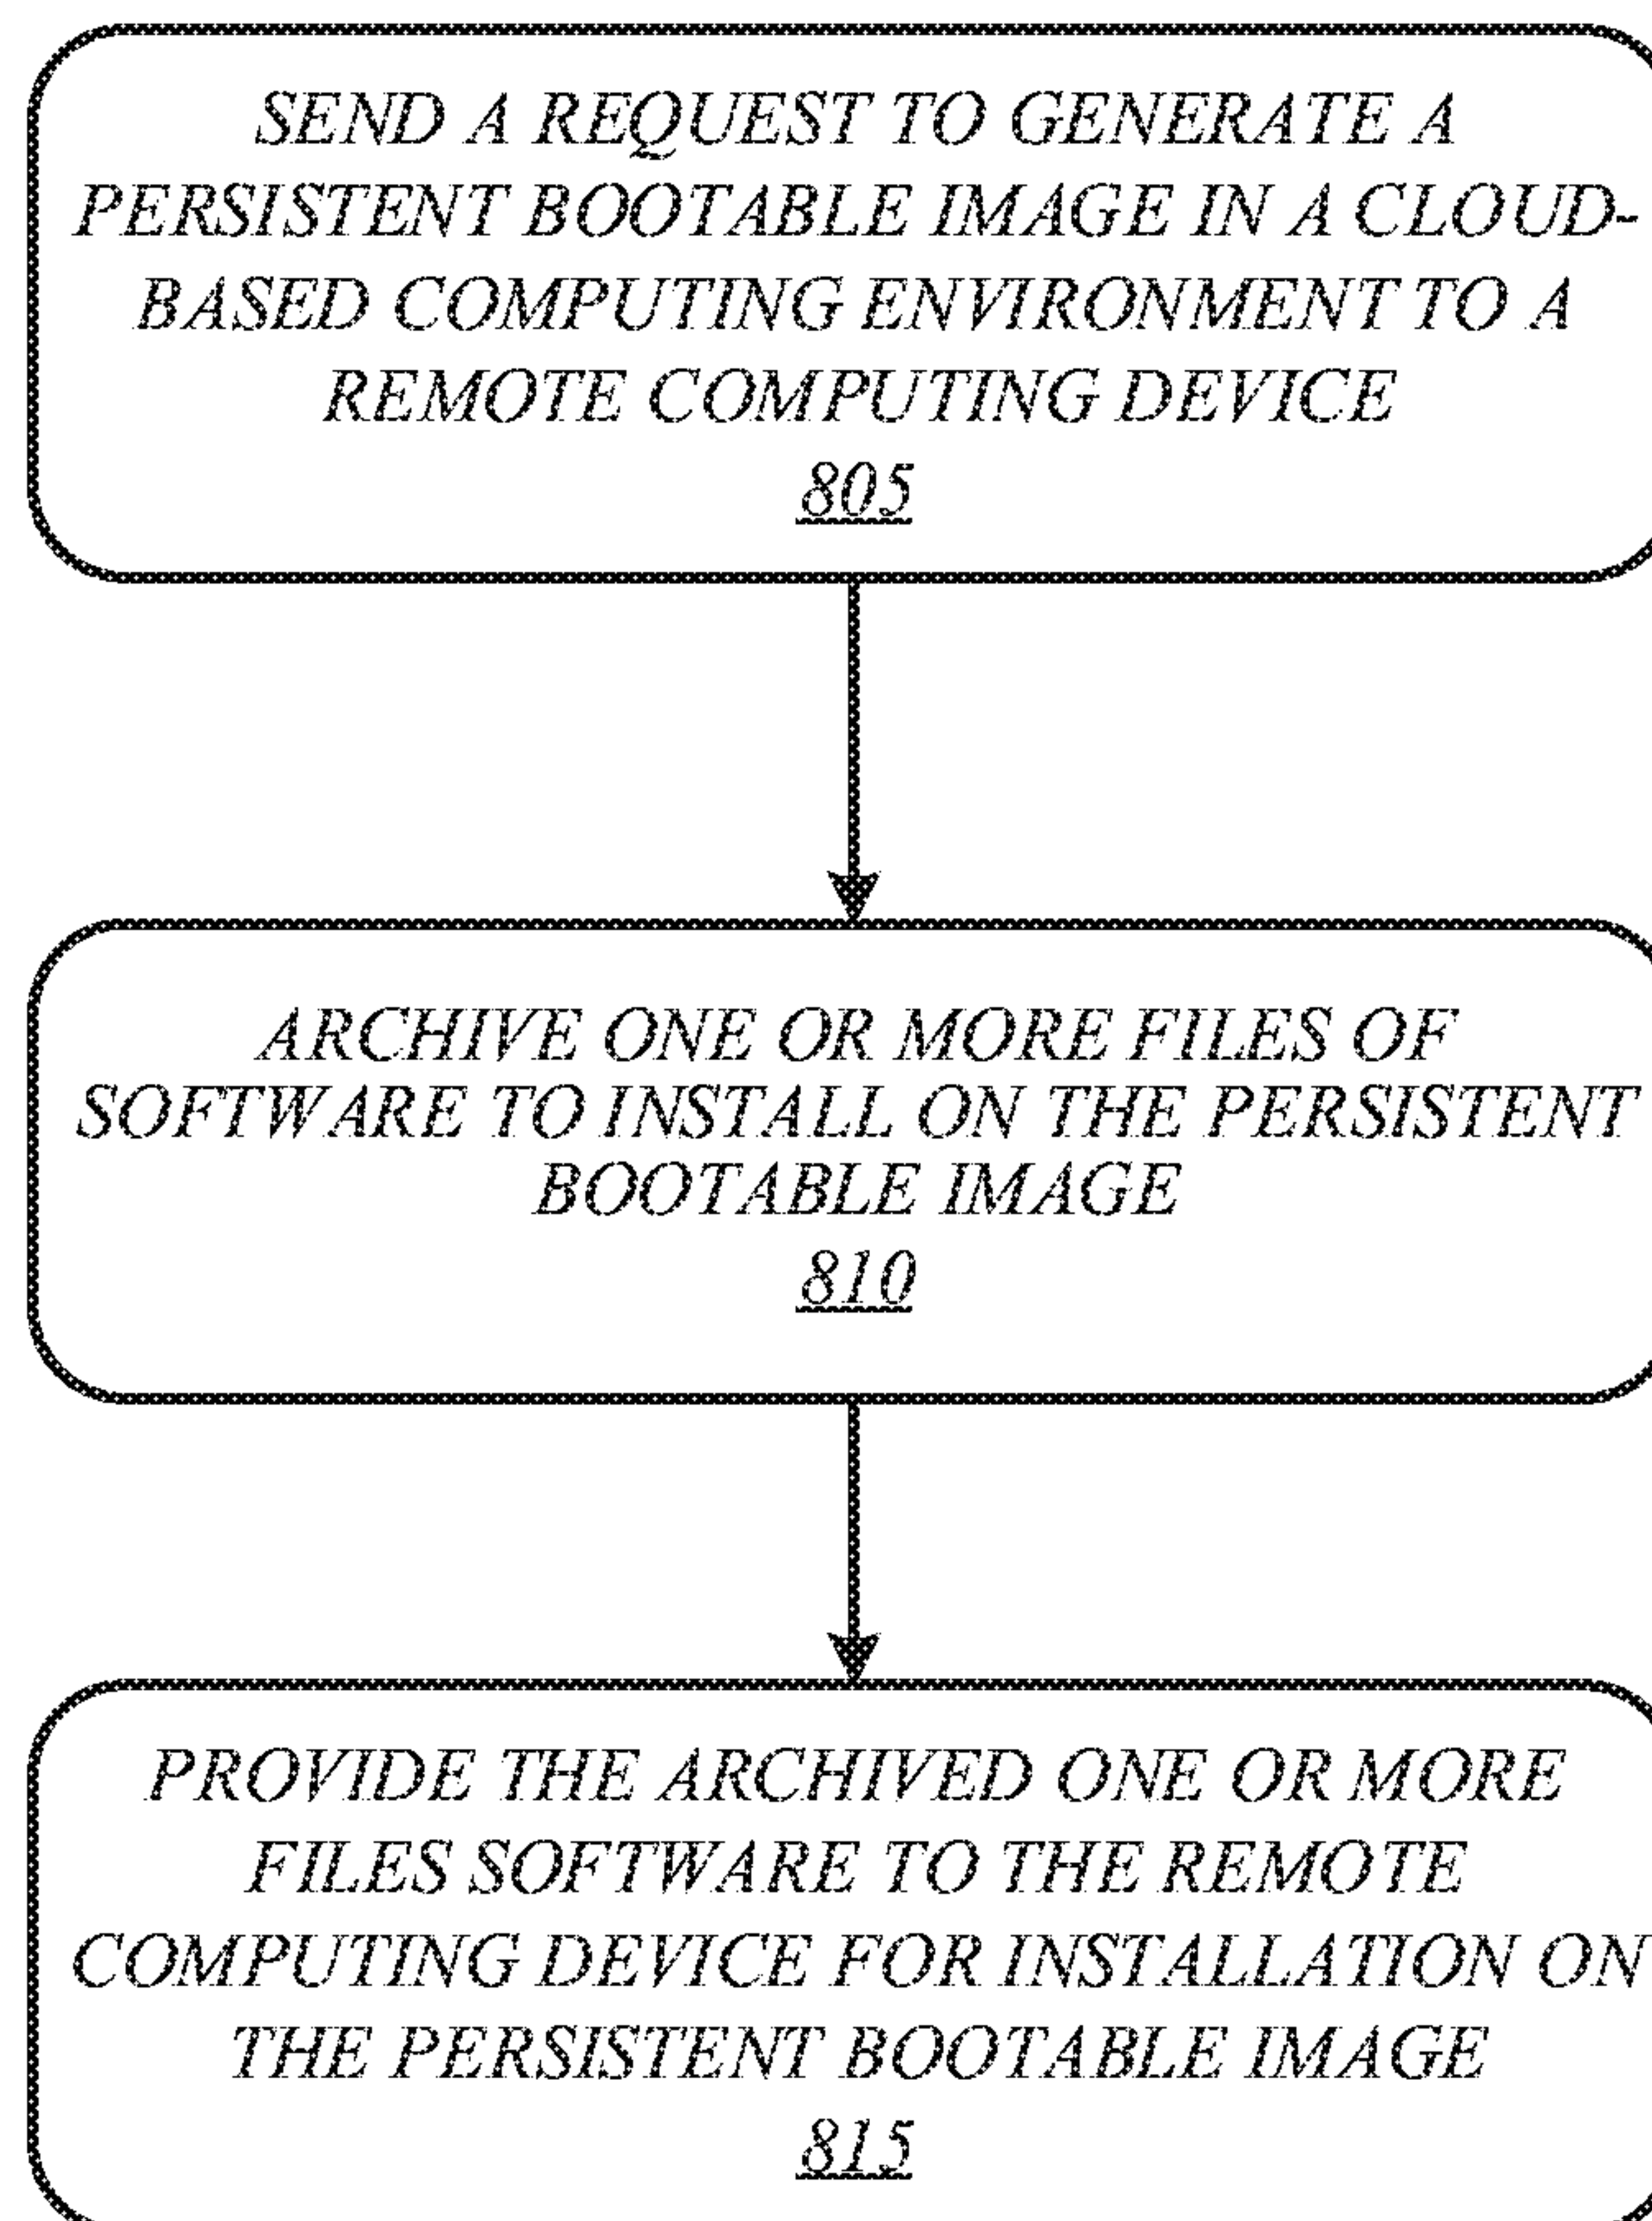 SEND A REQUEST TO GENERATE A
PERSISTENT BOOTABLE IMAGE IN A CLOUD-
BASED COMPUTING ENVIRONMENT TO A
REMOTE COMPUTING DEVICE
805
ARCHIVE ONE OR MORE FILES OF
SOFTWARE TO INSTALL ON THE PERSISTENT
BOOTABLE IMAGE
810
PROVIDE THE ARCHIVED ONE OR MORE
FILES SOFTWARE TO THE REMOTE
COMPUTING DEVICE FOR INSTALLATION ON
THE PERSISTENT BOOTABLE IMAGE
815